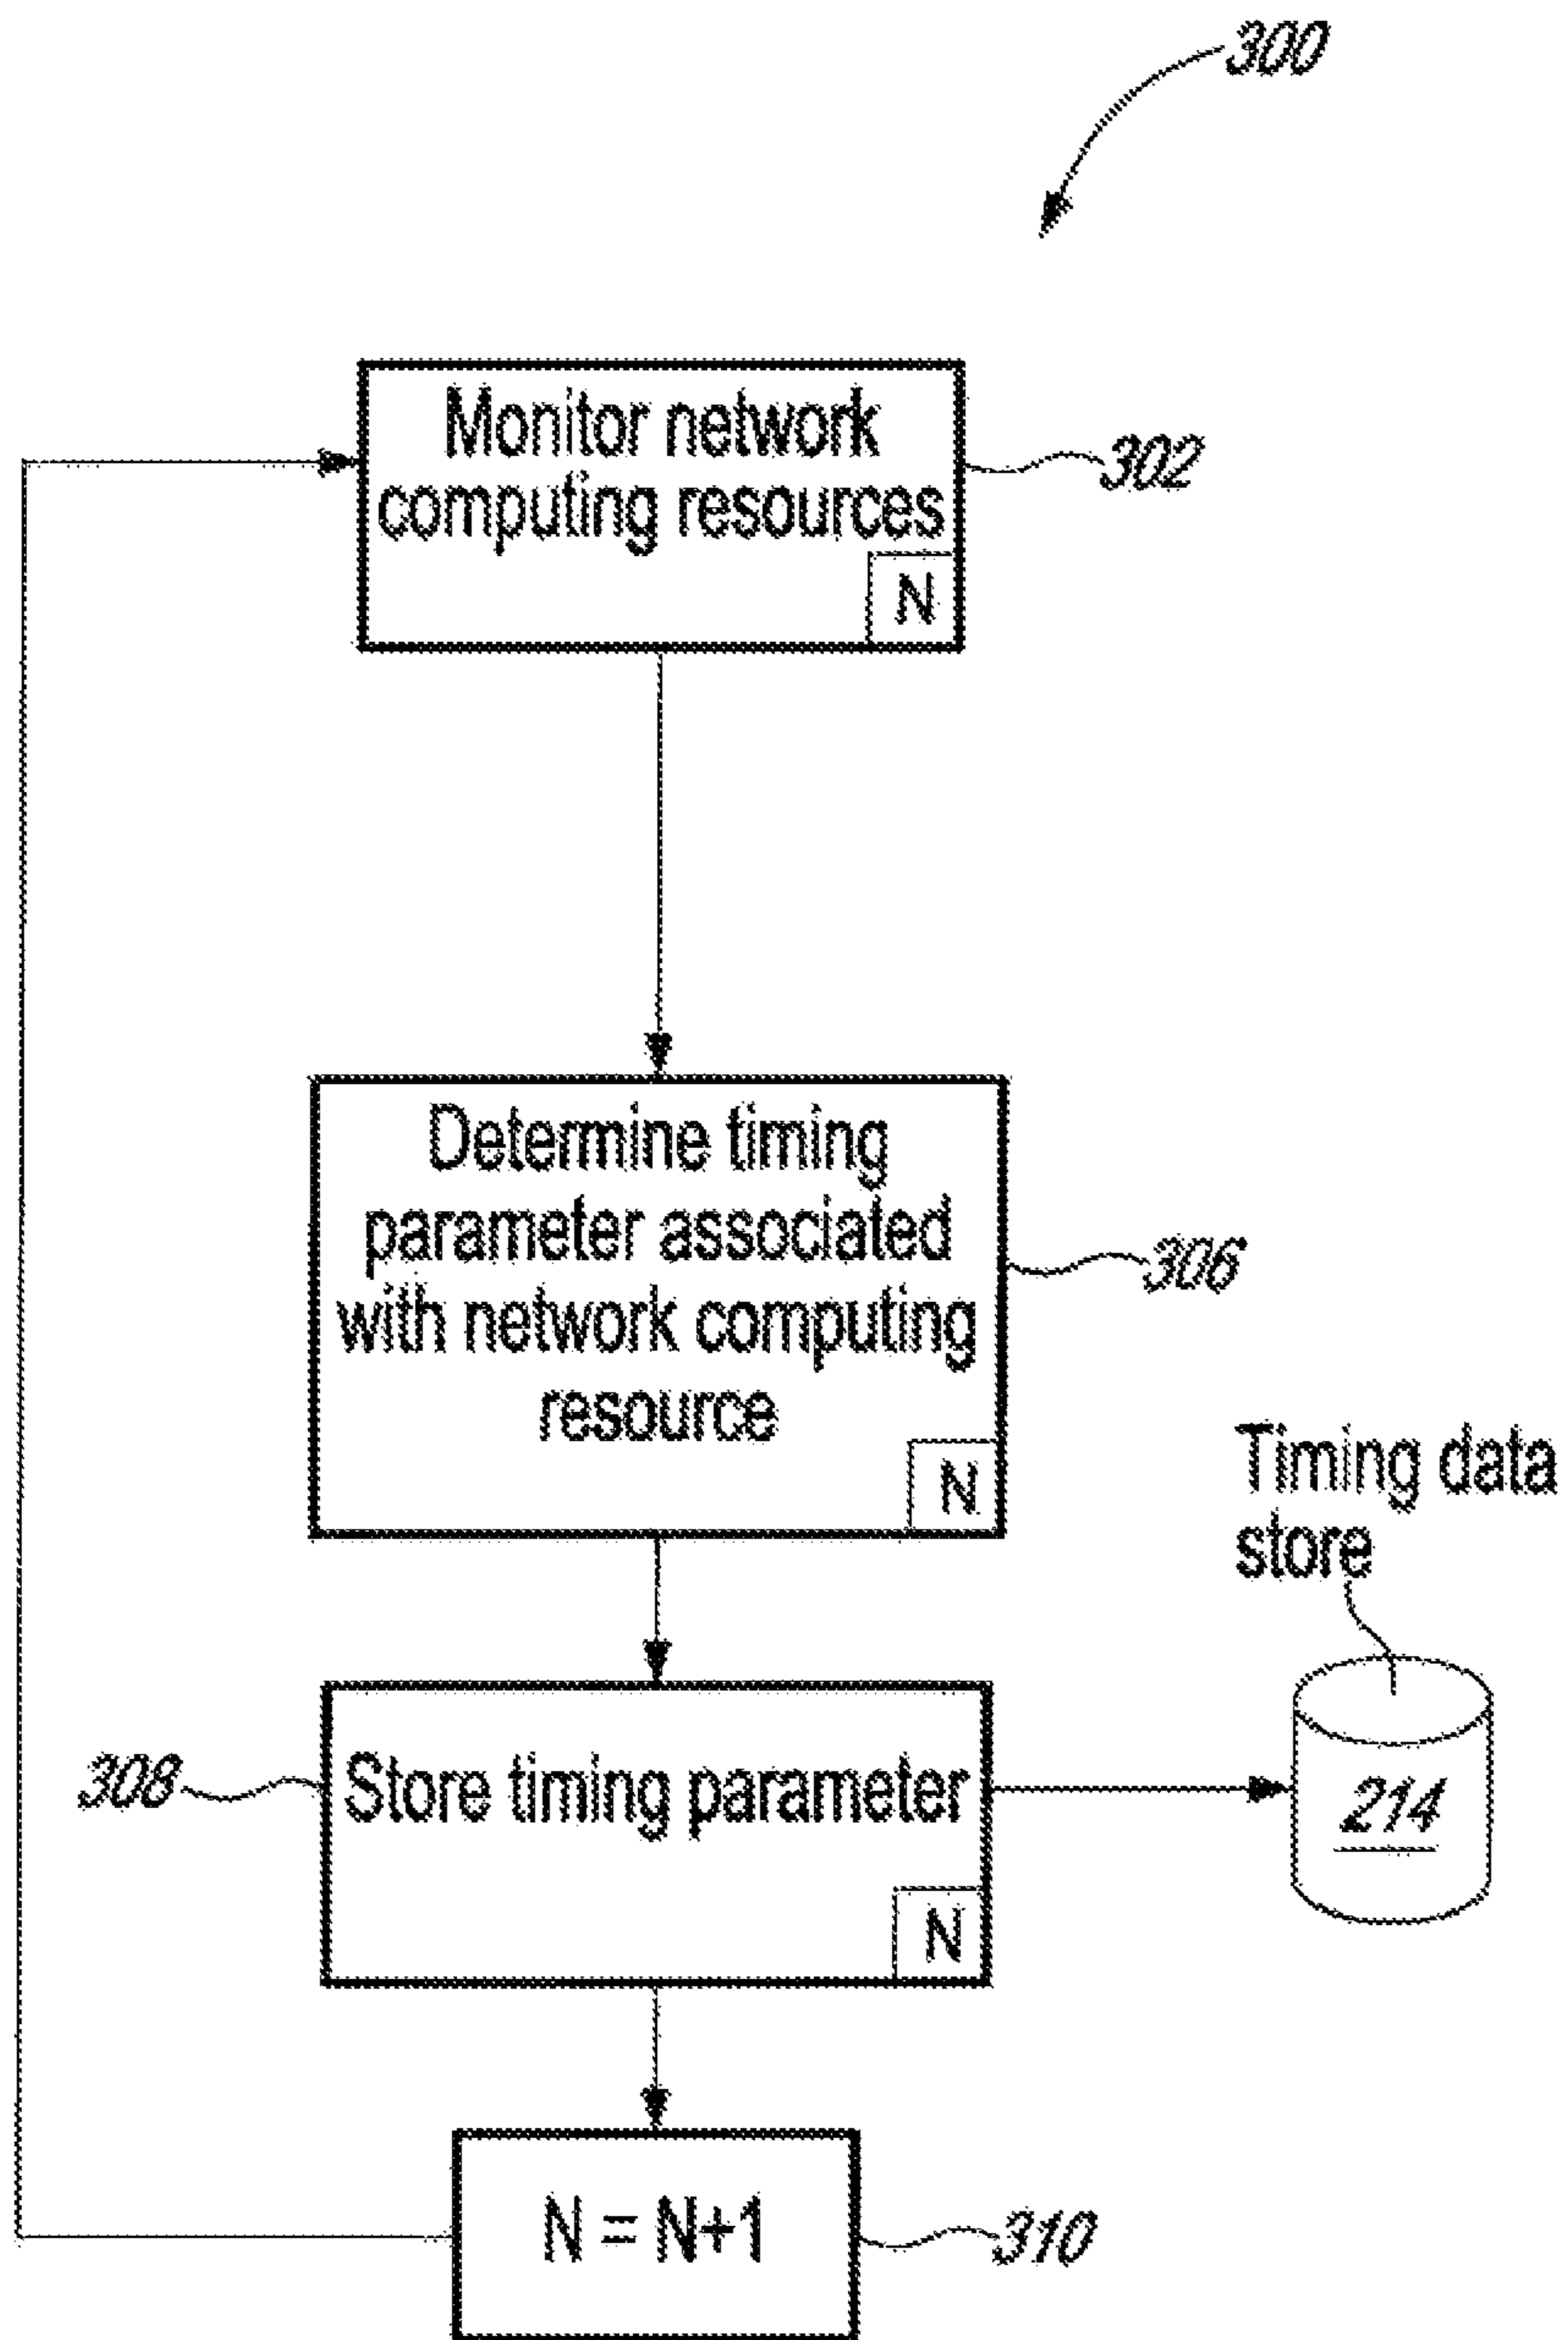 300
Monitor network
computing resources
N
302
Determine timing
parameter associated
with network computing
resource
N
306
Timing data
store
214
308
Store timing parameter
N
N = N+1
310